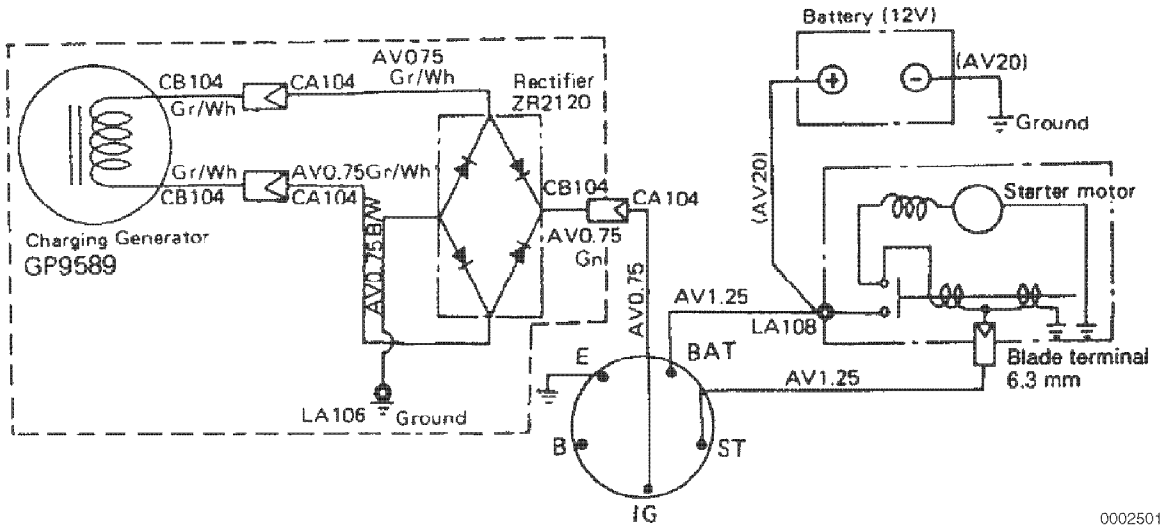 Battery (12V)
(AV20)
Ground
(AV20)
AV075
Gr/Wh
Rectifier
ZR2120
CB104
Gr/Wh
CA104
Gr/Wh
CB104
AV0.75Gr/Wh
CA104
AV0.75B/W
Charging Generator
GP9589
CB104
CA104
AV0.75
Gn
AV0.75
LA106
Ground
Starter motor
AV1.25
LA108
Blade terminal
6.3 mm
AV1.25
E
BAT
B
ST
IG
0002501